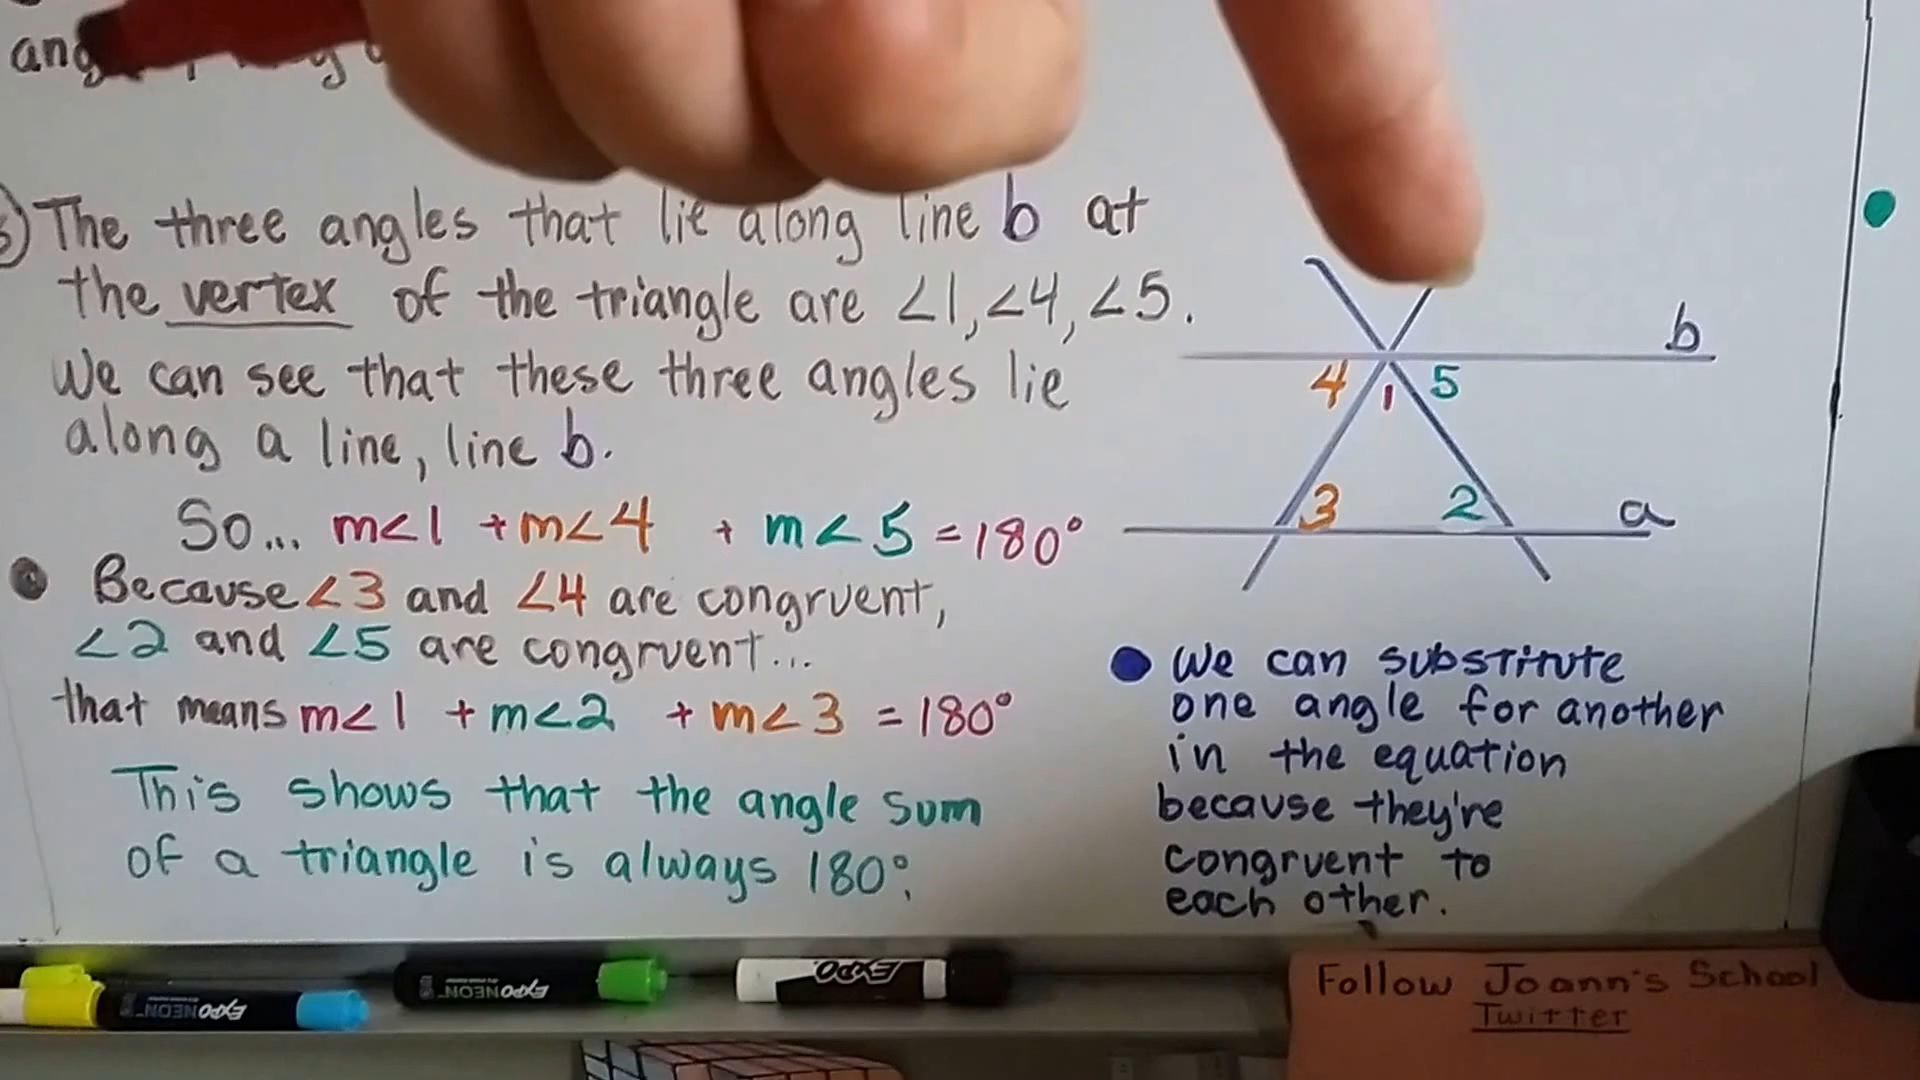 ang
The three angles that lie along line b at
the vertex of the triangle are ∠1, ∠4, ∠5.
We can see that these three angles lie
along a line, line b.
So... m∠1 + m∠4 + m∠5 = 180°
Because ∠3 and ∠4 are congruent,
∠2 and ∠5 are congruent...
that means m∠1 + m∠2 + m∠3 = 180°
This shows that the angle sum
of a triangle is always 180°.
b
4 1 5
3 2 a
We can substitute
one angle for another
in the equation
because they're
congruent to
each other.
EXPO NEON
EXPO NEON
EXPO
Follow Joann's School
Twitter